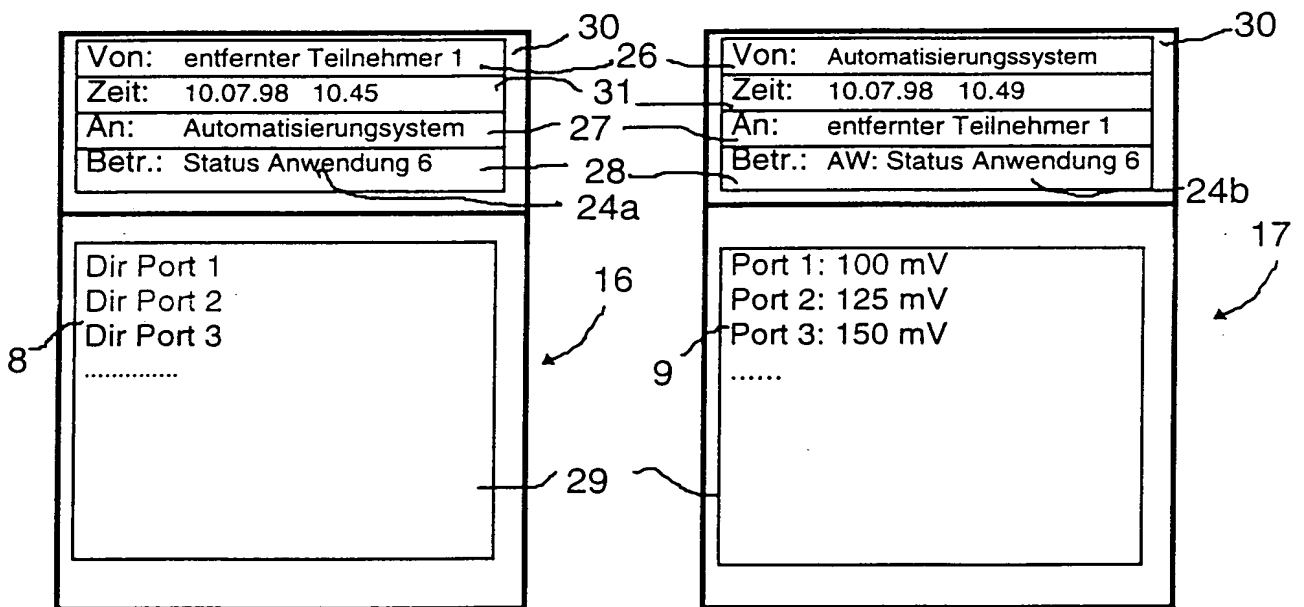 30
Von: entfernter Teilnehmer 1
Zeit: 10.07.98 10.45
An: Automatisierungsystem
Betr.: Status Anwendung 6
24a
Dir Port 1
Dir Port 2
Dir Port 3
..............
8
16
26
31
27
28
29
30
Von: Automatisierungssystem
Zeit: 10.07.98 10.49
An: entfernter Teilnehmer 1
Betr.: AW: Status Anwendung 6
24b
Port 1: 100 mV
Port 2: 125 mV
Port 3: 150 mV
......
9
17